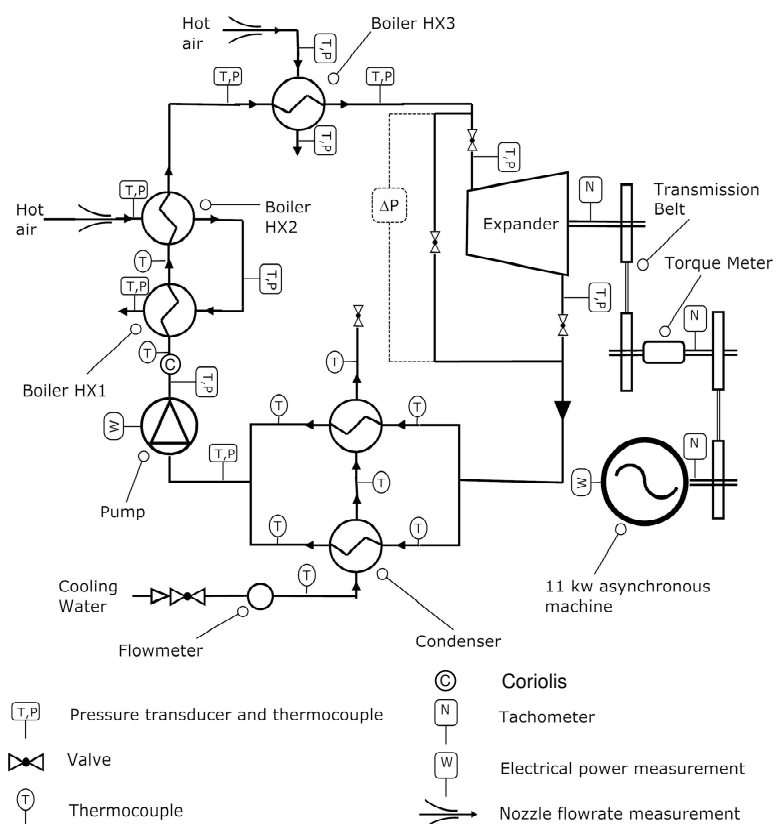 Hot
air
Boiler HX3
T,P
T,P
T,P
T,P
T,P
T,P
ΔP
Expander
N
Transmission
Belt
Hot
air
T,P
Boiler
HX2
T
T,P
T,P
T,P
Torque Meter
N
Boiler HX1
T
C
T,P
T
W
Pump
T,P
T
T
T
N
W
T
T
Cooling
Water
T
Flowmeter
Condenser
11 kw asynchronous
machine
C
Coriolis
T,P
Pressure transducer and thermocouple
N
Tachometer
Valve
W
Electrical power measurement
T
Thermocouple
Nozzle flowrate measurement